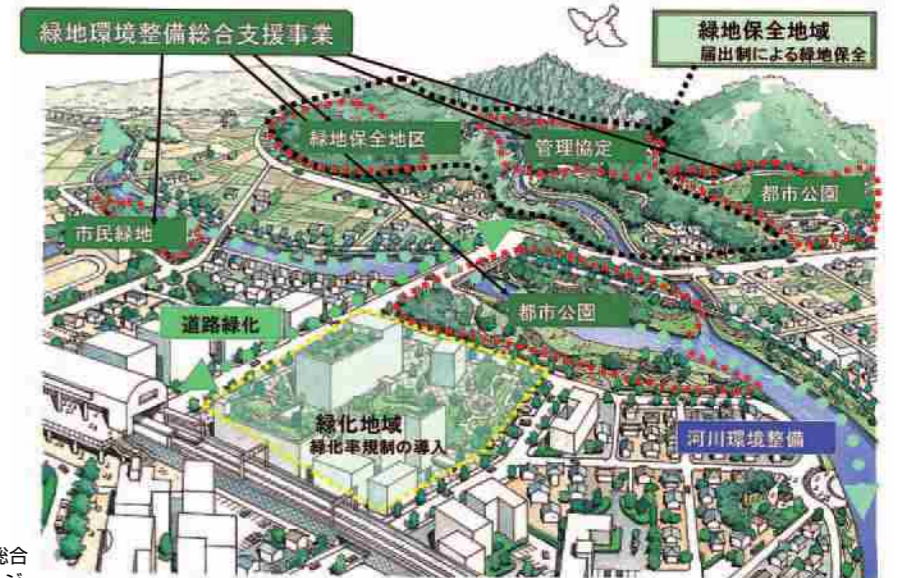 緑地環境整備総合支援事業
緑地保全地域
届出制による緑地保全
緑地保全地区
管理協定
都市公園
市民緑地
都市公園
道路緑化
緑化地域
緑化率規制の導入
河川環境整備
総合